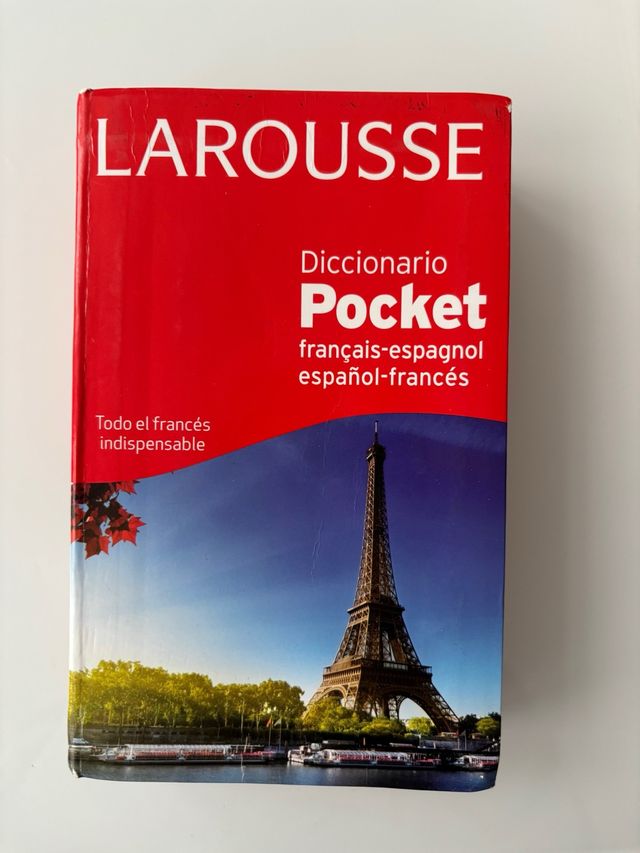 LAROUSSE
Diccionario
Pocket
français-espagnol
español-francés
Todo el francés
indispensable